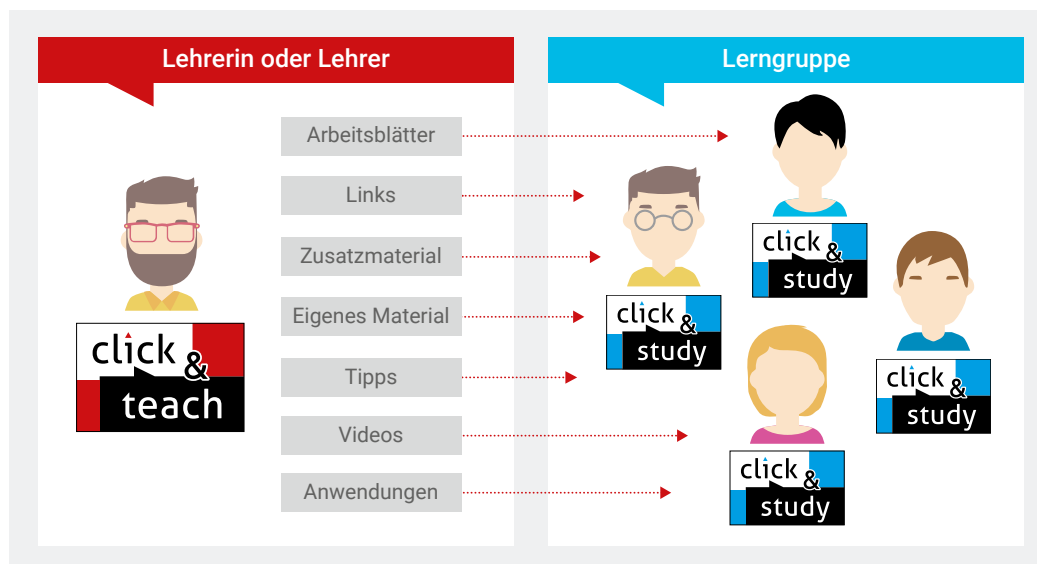 Lehrerin oder Lehrer
Arbeitsblätter
Links
Zusatzmaterial
Eigenes Material
Tipps
Videos
Anwendungen
click &
teach
Lerngruppe
click &
study
click &
study
click &
study
click &
study